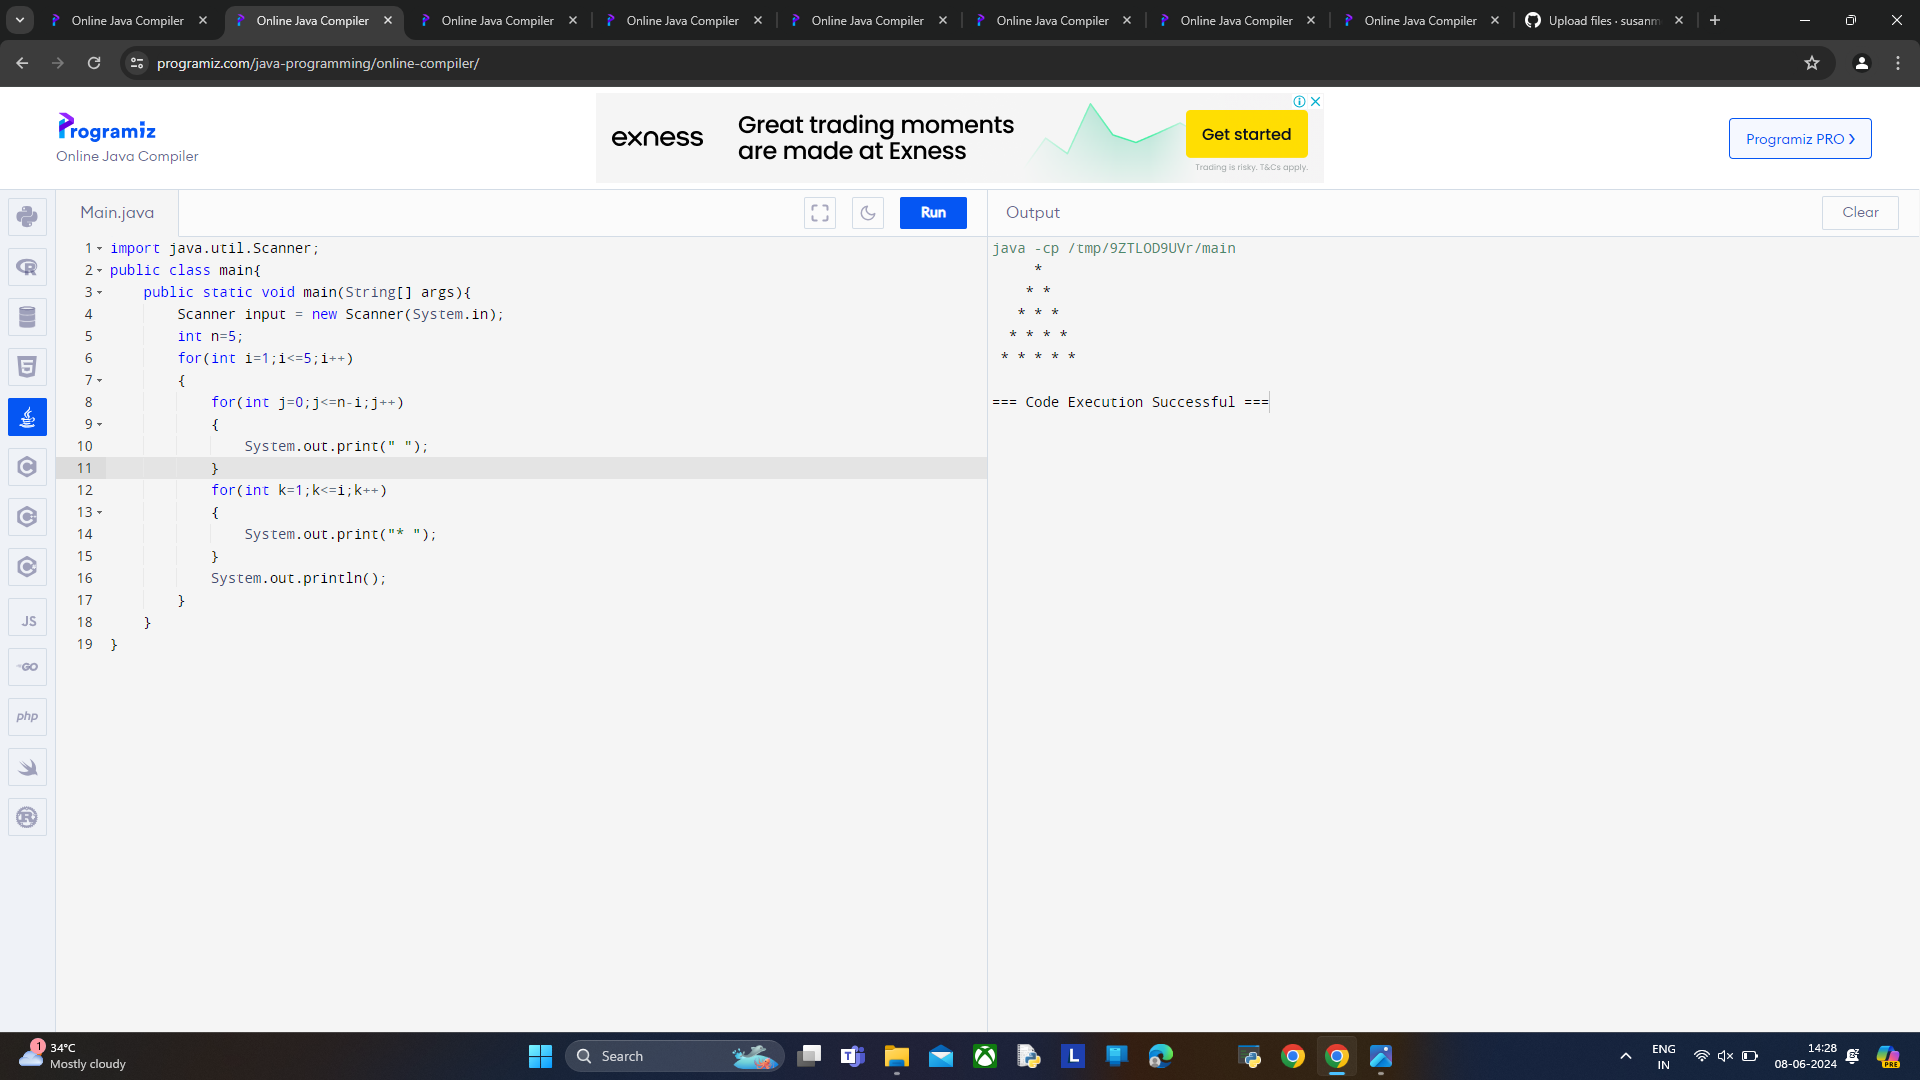 Online Java Compiler
Online Java Compiler
Online Java Compiler
Online Java Compiler
Online Java Compiler
Online Java Compiler
Online Java Compiler
Online Java Compiler
Upload files · susanm
programiz.com/java-programming/online-compiler/
Programiz
Online Java Compiler
exness
Great trading moments
are made at Exness
Get started
Trading is risky. T&Cs apply.
Programiz PRO
Main.java
Run
Output
Clear
1 import java.util.Scanner;
2 public class main{
3 public static void main(String[] args){
4 Scanner input = new Scanner(System.in);
5 int n=5;
6 for(int i=1;i<=5;i++)
7 {
8 for(int j=0;j<=n-i;j++)
9 {
10 System.out.print(" ");
11 }
12 for(int k=1;k<=i;k++)
13 {
14 System.out.print("* ");
15 }
16 System.out.println();
17 }
18 }
19 }
java -cp /tmp/9ZTLOD9UVr/main
*
* *
* * *
* * * *
* * * * *
=== Code Execution Successful ===
JS
GO
php
1
34°C
Mostly cloudy
Search
T
L
ENG
IN
14:28
08-06-2024
PRE